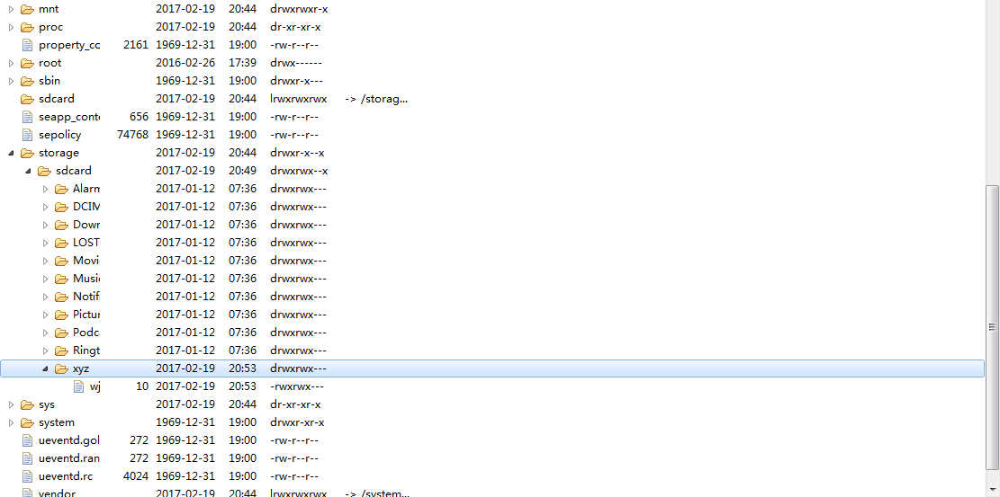 mnt 2017-02-19 20:44 drwxrwxr-x
proc 2017-02-19 20:44 dr-xr-xr-x
property_cc 2161 1969-12-31 19:00 -rw-r--r--
root 2016-02-26 17:39 drwx------
sbin 1969-12-31 19:00 drwxr-x---
sdcard 2017-02-19 20:44 lrwxrwxrwx -> /storag...
seapp_conte 656 1969-12-31 19:00 -rw-r--r--
sepolicy 74768 1969-12-31 19:00 -rw-r--r--
storage 2017-02-19 20:44 drwxr-x--x
sdcard 2017-02-19 20:49 drwxrwx--x
Alarm 2017-01-12 07:36 drwxrwx---
DCIM 2017-01-12 07:36 drwxrwx---
Down 2017-01-12 07:36 drwxrwx---
LOST 2017-01-12 07:36 drwxrwx---
Movi 2017-01-12 07:36 drwxrwx---
Music 2017-01-12 07:36 drwxrwx---
Notif 2017-01-12 07:36 drwxrwx---
Pictur 2017-01-12 07:36 drwxrwx---
Podca 2017-01-12 07:36 drwxrwx---
Ringt 2017-01-12 07:36 drwxrwx---
xyz 2017-02-19 20:53 drwxrwx---
wj 10 2017-02-19 20:53 -rwxrwx---
sys 2017-02-19 20:44 dr-xr-xr-x
system 1969-12-31 19:00 drwxr-xr-x
ueventd.gol 272 1969-12-31 19:00 -rw-r--r--
ueventd.ran 272 1969-12-31 19:00 -rw-r--r--
ueventd.rc 4024 1969-12-31 19:00 -rw-r--r--
vendor 2017-02-19 20:44 lrwxrwxrwx -> /system...